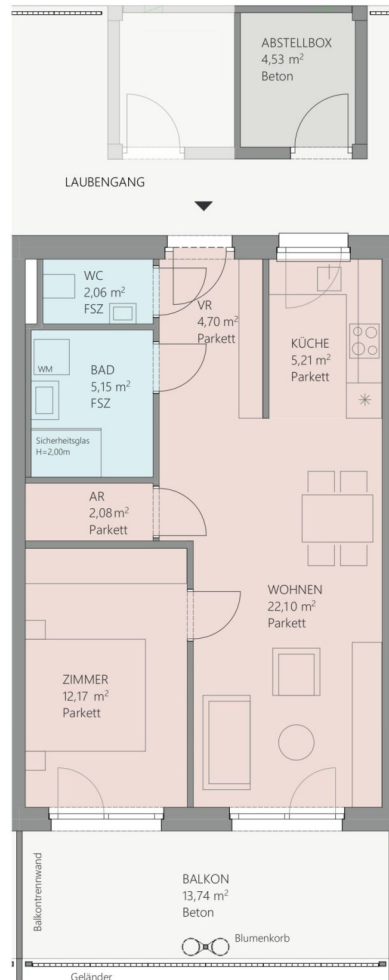 ABSTELLBOX
4,53 m²
Beton
LAUBENGANG
WC
2,06 m²
FSZ
VR
4,70 m²
Parkett
KÜCHE
5,21 m²
Parkett
WM
BAD
5,15 m²
FSZ
Sicherheitsglas
H=2,00m
AR
2,08 m²
Parkett
WOHNEN
22,10 m²
Parkett
ZIMMER
12,17 m²
Parkett
Balkontrennwand
BALKON
13,74 m²
Beton
Blumenkorb
Geländer